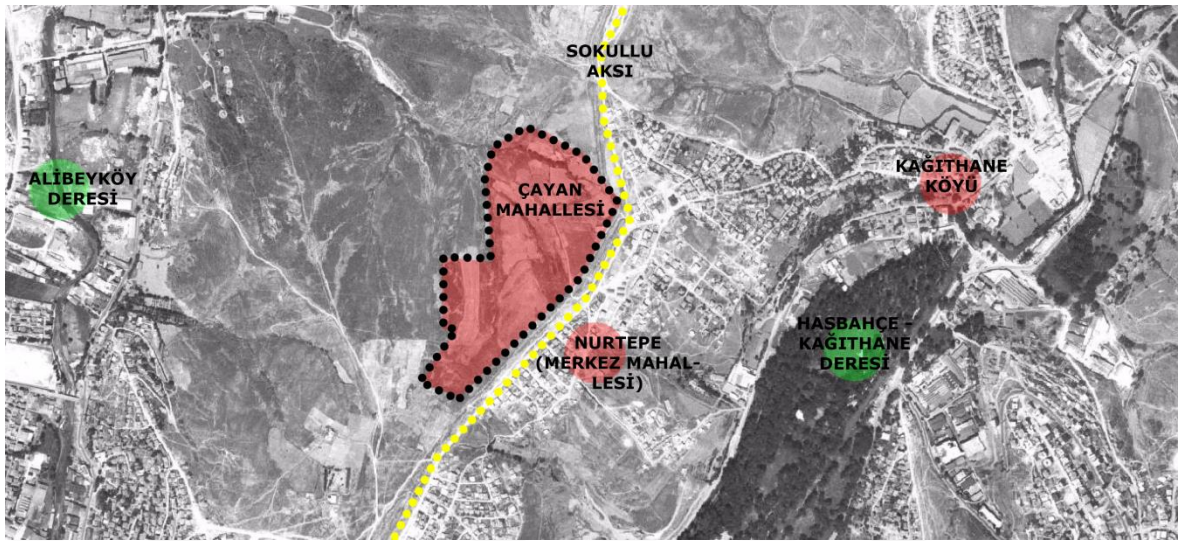 SOKULLU
AKSI
ALİBEYKÖY
DERESİ
ÇAYAN
MAHALLESİ
KAĞITHANE
KÖYÜ
NURTEPE
(MERKEZ MAHAL-
LESİ)
HASBAHÇE -
KAĞITHANE
DERESİ